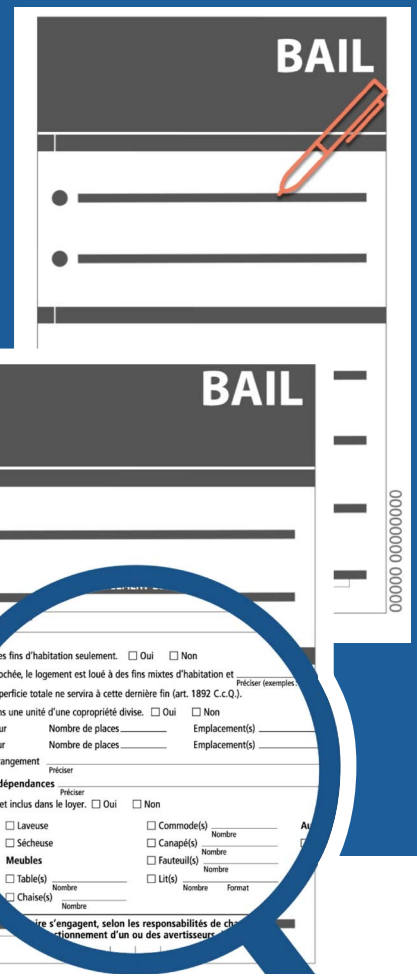 BAIL
00000 00000000
BAIL
es fins d'habitation seulement. ☐ Oui ☐ Non
ochée, le logement est loué à des fins mixtes d'habitation et
Préciser (exemples:
perficie totale ne servira à cette dernière fin (art. 1892 C.c.Q.).
ns une unité d'une copropriété divise. ☐ Oui ☐ Non
ur Nombre de places Emplacement(s)
ur Nombre de places Emplacement(s)
rangement
Préciser
dépendances
Préciser
et inclus dans le loyer. ☐ Oui ☐ Non
☐ Laveuse ☐ Commode(s) Au
Nombre
☐ Sécheuse ☐ Canapé(s)
Nombre
Meubles ☐ Fauteuil(s)
Nombre
☐ Table(s) ☐ Lit(s)
Nombre Nombre Format
☐ Chaise(s)
Nombre
ire s'engagent, selon les responsabilités de cha
ctionnement d'un ou des avertisseurs